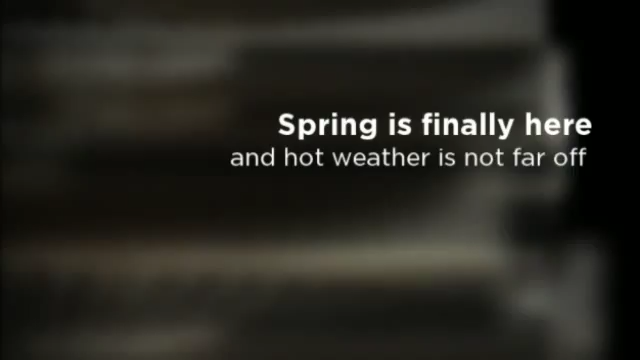 Spring is finally here
and hot weather is not far off